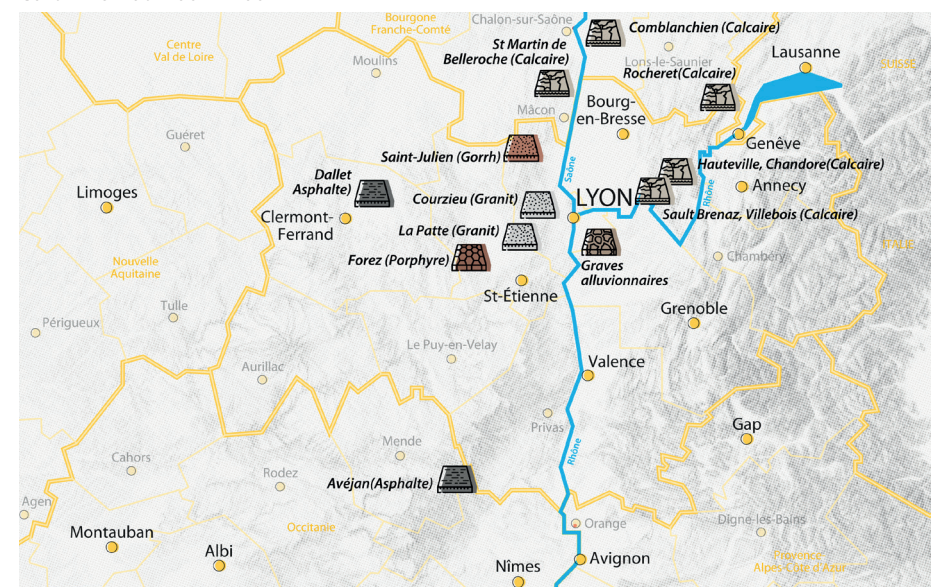 Bourgogne
Franche-Comté
Chalon-sur-Saône
Comblanchien (Calcaire)
Centre
Val de Loire
Moulins
St Martin de
Belleroche (Calcaire)
Lons-le-Saunier
Lausanne
SUISSE
Rocheret(Calcaire)
Mâcon
Bourg-
en-Bresse
Guéret
Genêve
Saint-Julien (Gorrh)
Saône
Hauteville, Chandore(Calcaire)
Dallet
Asphalte)
Limoges
Courzieu (Granit)
LYON
Rhône
Annecy
Clermont-
Ferrand
Sault Brenaz, Villebois (Calcaire)
La Patte (Granit)
ITALIE
Forez (Porphyre)
Graves
alluvionnaires
Chambéry
Nouvelle
Aquitaine
St-Étienne
Tulle
Grenoble
Périgueux
Le Puy-en-Velay
Aurillac
Valence
Privas
Gap
Mende
Rhône
Cahors
Rodez
Avéjan(Asphalte)
Agen
Occitanie
Orange
Digne-les-Bains
Montauban
Albi
Avignon
Provence
Alpes-Côte d'Azur
Nîmes